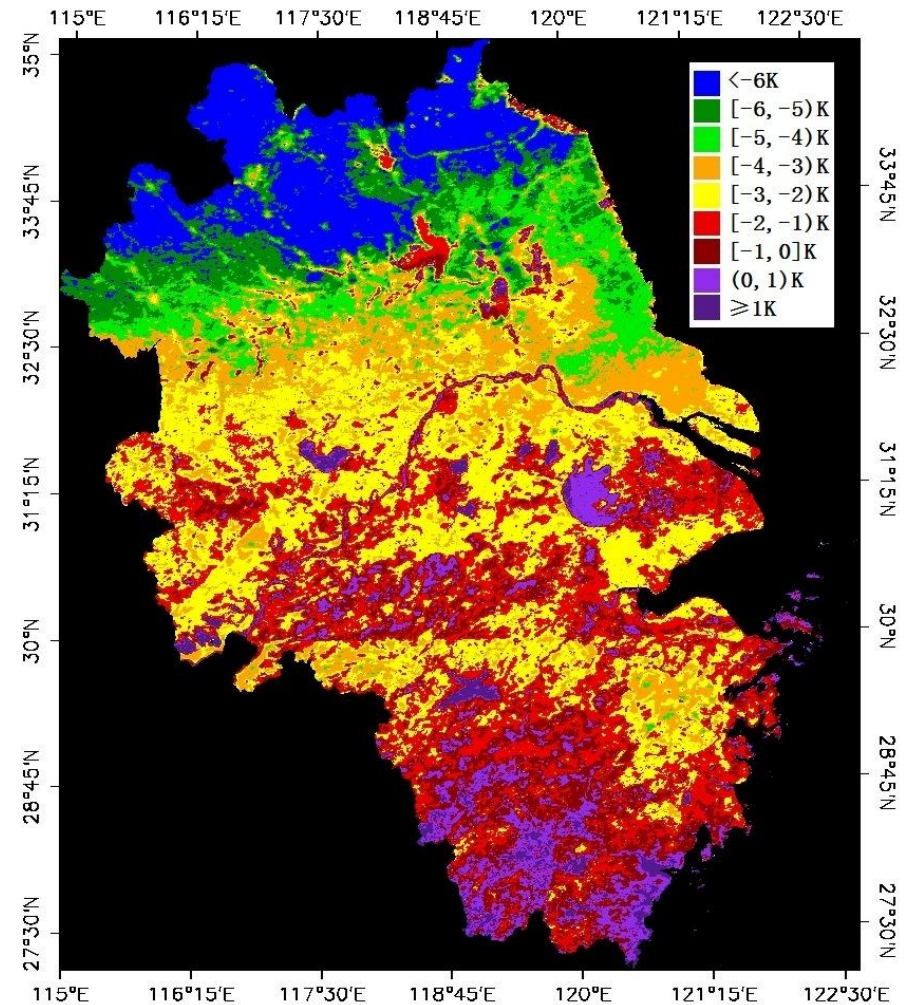 115°E 116°15'E 117°30'E 118°45'E 120°E 121°15'E 122°30'E
35°N
33°45'N
32°30'N
31°15'N
30°N
28°45'N
27°30'N
<-6K
[-6, -5)K
[-5, -4)K
[-4, -3)K
[-3, -2)K
[-2, -1)K
[-1, 0]K
(0, 1)K
≥1K
33°45'N
32°30'N
31°15'N
30°N
28°45'N
27°30'N
115°E 116°15'E 117°30'E 118°45'E 120°E 121°15'E 122°30'E